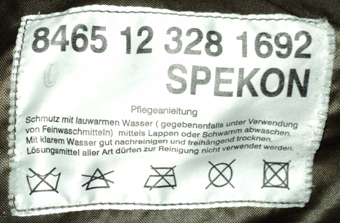 8465 12 328 1692
SPEKON
Pflegeanleitung
Schmutz mit lauwarmen Wasser ( gegebenenfalls unter Verwendung
von Feinwaschmitteln) mittels Lappen oder Schwamm abwaschen.
Mit klarem Wasser gut nachreinigen und freihängend trocknen.
Lösungsmittel aller Art dürfen zur Reinigung nicht verwendet werden.